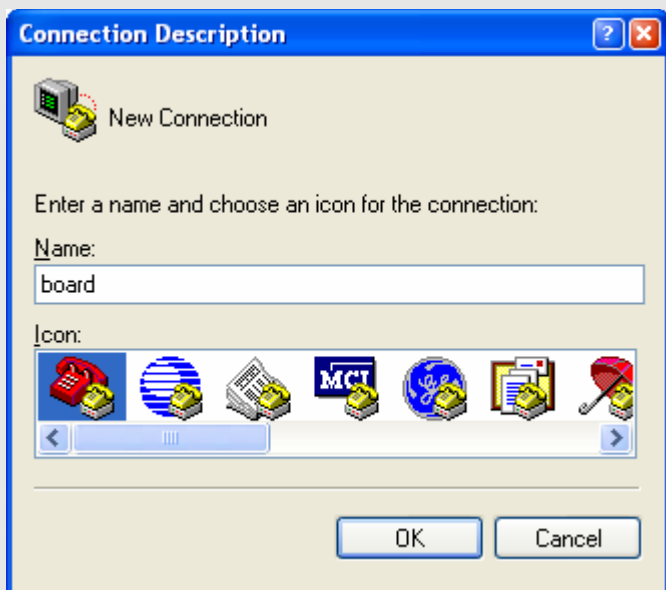 Connection Description
New Connection
Enter a name and choose an icon for the connection:
Name:
board
Icon:
MCI
OK Cancel